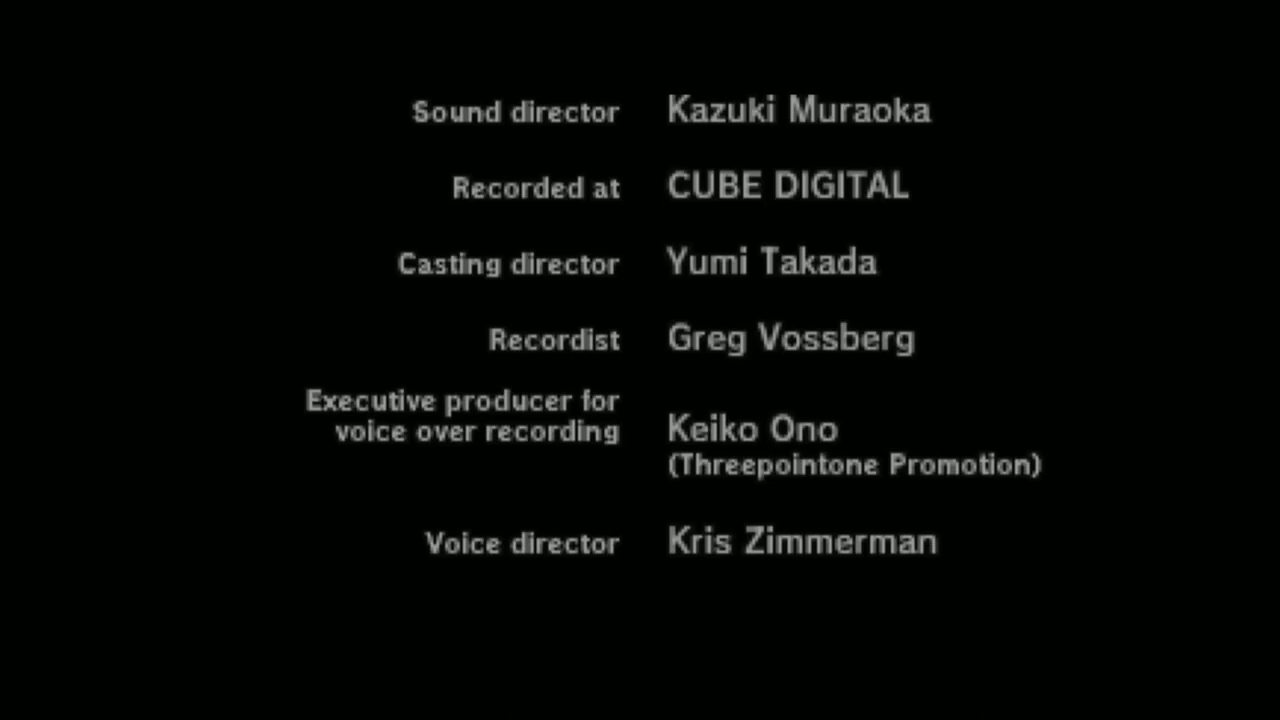 Sound director Kazuki Muraoka
Recorded at CUBE DIGITAL
Casting director Yumi Takada
Recordist Greg Vossberg
Executive producer for
voice over recording Keiko Ono
(Threepointone Promotion)
Voice director Kris Zimmerman